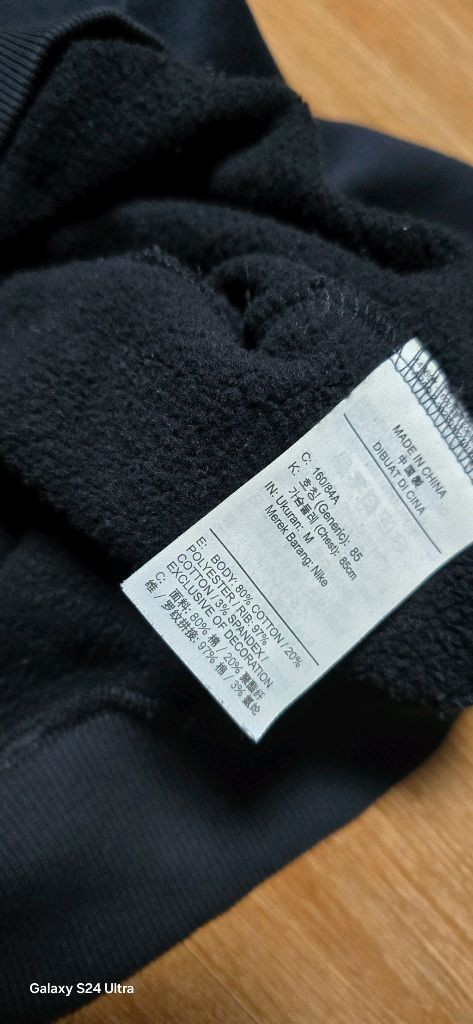 MADE IN CHINA
中国製
DIBUAT DI CINA
C: 160/84A
K: 호칭 (Generic): 85
가슴둘레 (Chest): 85cm
IN: Ukuran: M
Merek Barang: Nike
E: BODY: 80% COTTON / 20%
POLYESTER / RIB: 97%
COTTON / 3% SPANDEX /
EXCLUSIVE OF DECORATION
C: 面料: 80% 棉 / 20% 聚酯纤
维 / 罗纹拼接: 97% 棉 / 3% 氨纶
Galaxy S24 Ultra